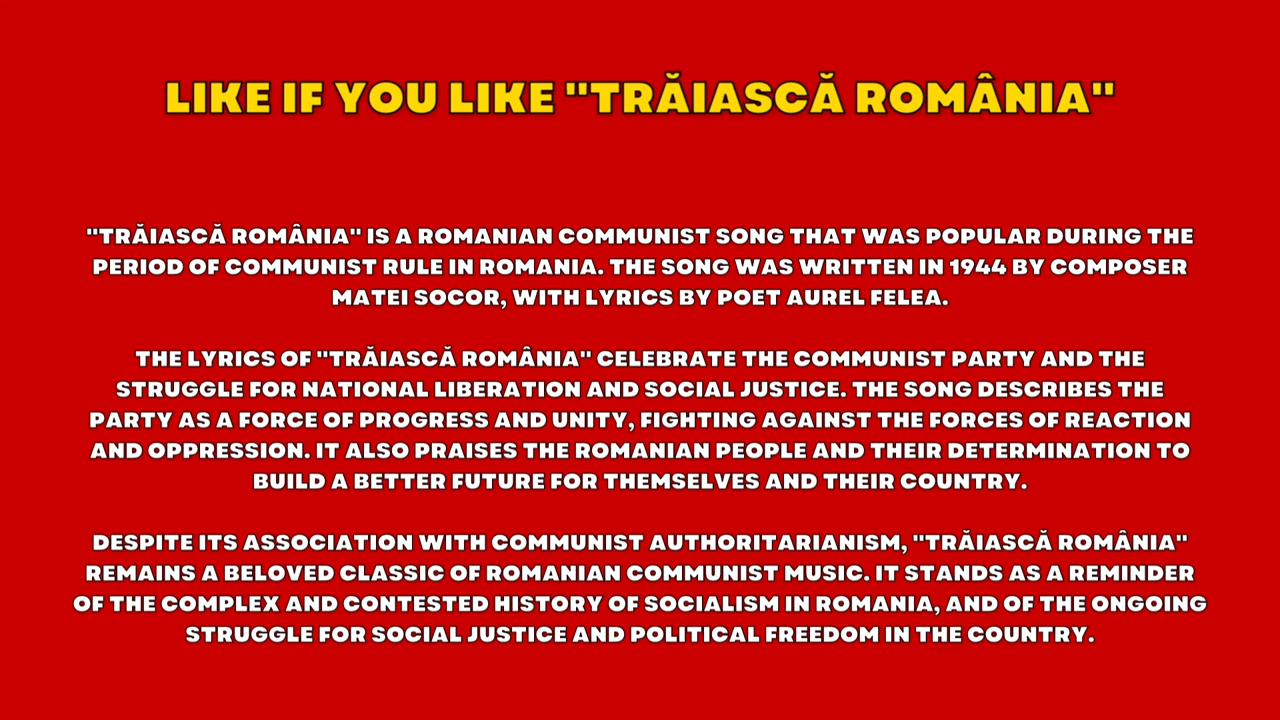 LIKE IF YOU LIKE "TRĂIASCĂ ROMÂNIA"
"TRĂIASCĂ ROMÂNIA" IS A ROMANIAN COMMUNIST SONG THAT WAS POPULAR DURING THE
PERIOD OF COMMUNIST RULE IN ROMANIA. THE SONG WAS WRITTEN IN 1944 BY COMPOSER
MATEI SOCOR, WITH LYRICS BY POET AUREL FELEA.
THE LYRICS OF "TRĂIASCĂ ROMÂNIA" CELEBRATE THE COMMUNIST PARTY AND THE
STRUGGLE FOR NATIONAL LIBERATION AND SOCIAL JUSTICE. THE SONG DESCRIBES THE
PARTY AS A FORCE OF PROGRESS AND UNITY, FIGHTING AGAINST THE FORCES OF REACTION
AND OPPRESSION. IT ALSO PRAISES THE ROMANIAN PEOPLE AND THEIR DETERMINATION TO
BUILD A BETTER FUTURE FOR THEMSELVES AND THEIR COUNTRY.
DESPITE ITS ASSOCIATION WITH COMMUNIST AUTHORITARIANISM, "TRĂIASCĂ ROMÂNIA"
REMAINS A BELOVED CLASSIC OF ROMANIAN COMMUNIST MUSIC. IT STANDS AS A REMINDER
OF THE COMPLEX AND CONTESTED HISTORY OF SOCIALISM IN ROMANIA, AND OF THE ONGOING
STRUGGLE FOR SOCIAL JUSTICE AND POLITICAL FREEDOM IN THE COUNTRY.